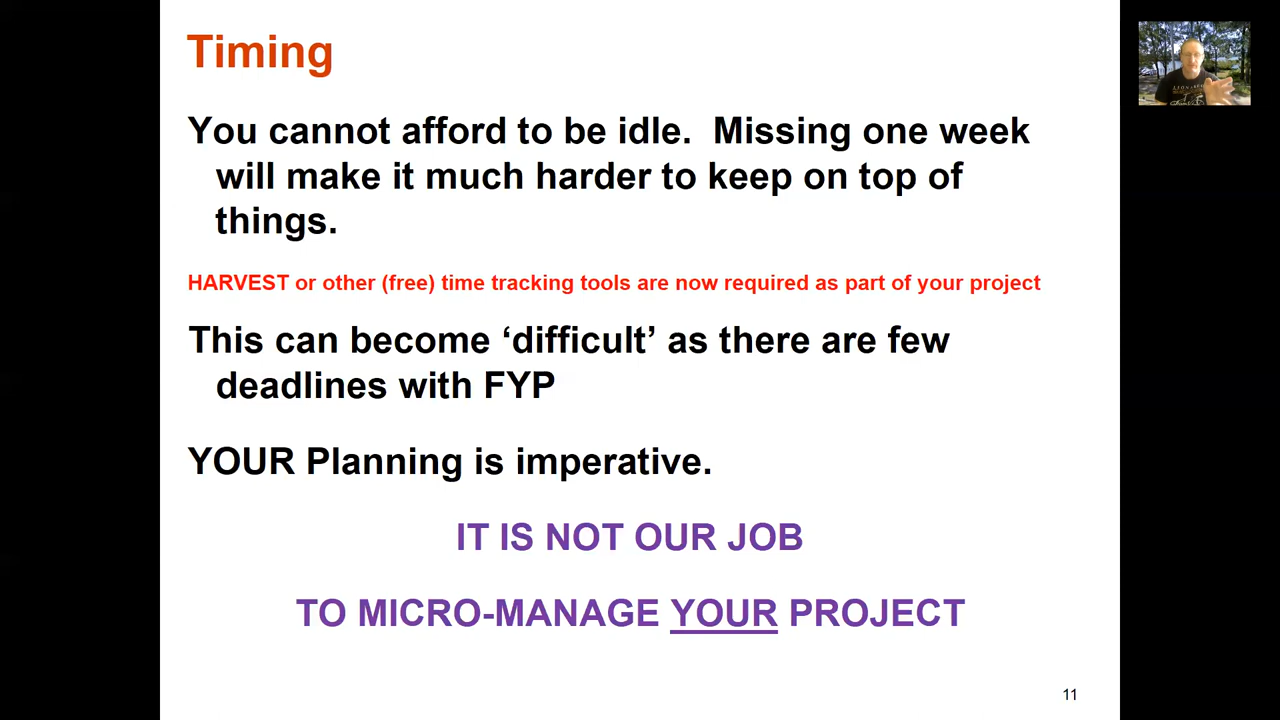 Timing
You cannot afford to be idle.  Missing one week
will make it much harder to keep on top of
things.
HARVEST or other (free) time tracking tools are now required as part of your project
This can become ‘difficult’ as there are few
deadlines with FYP
YOUR Planning is imperative.
IT IS NOT OUR JOB
TO MICRO-MANAGE YOUR PROJECT
11